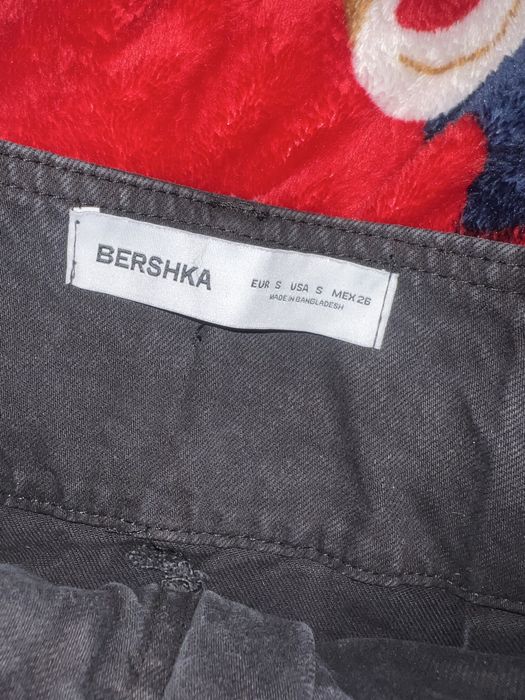 BERSHKA
EUR S USA S MEX 26
MADE IN BANGLADESH